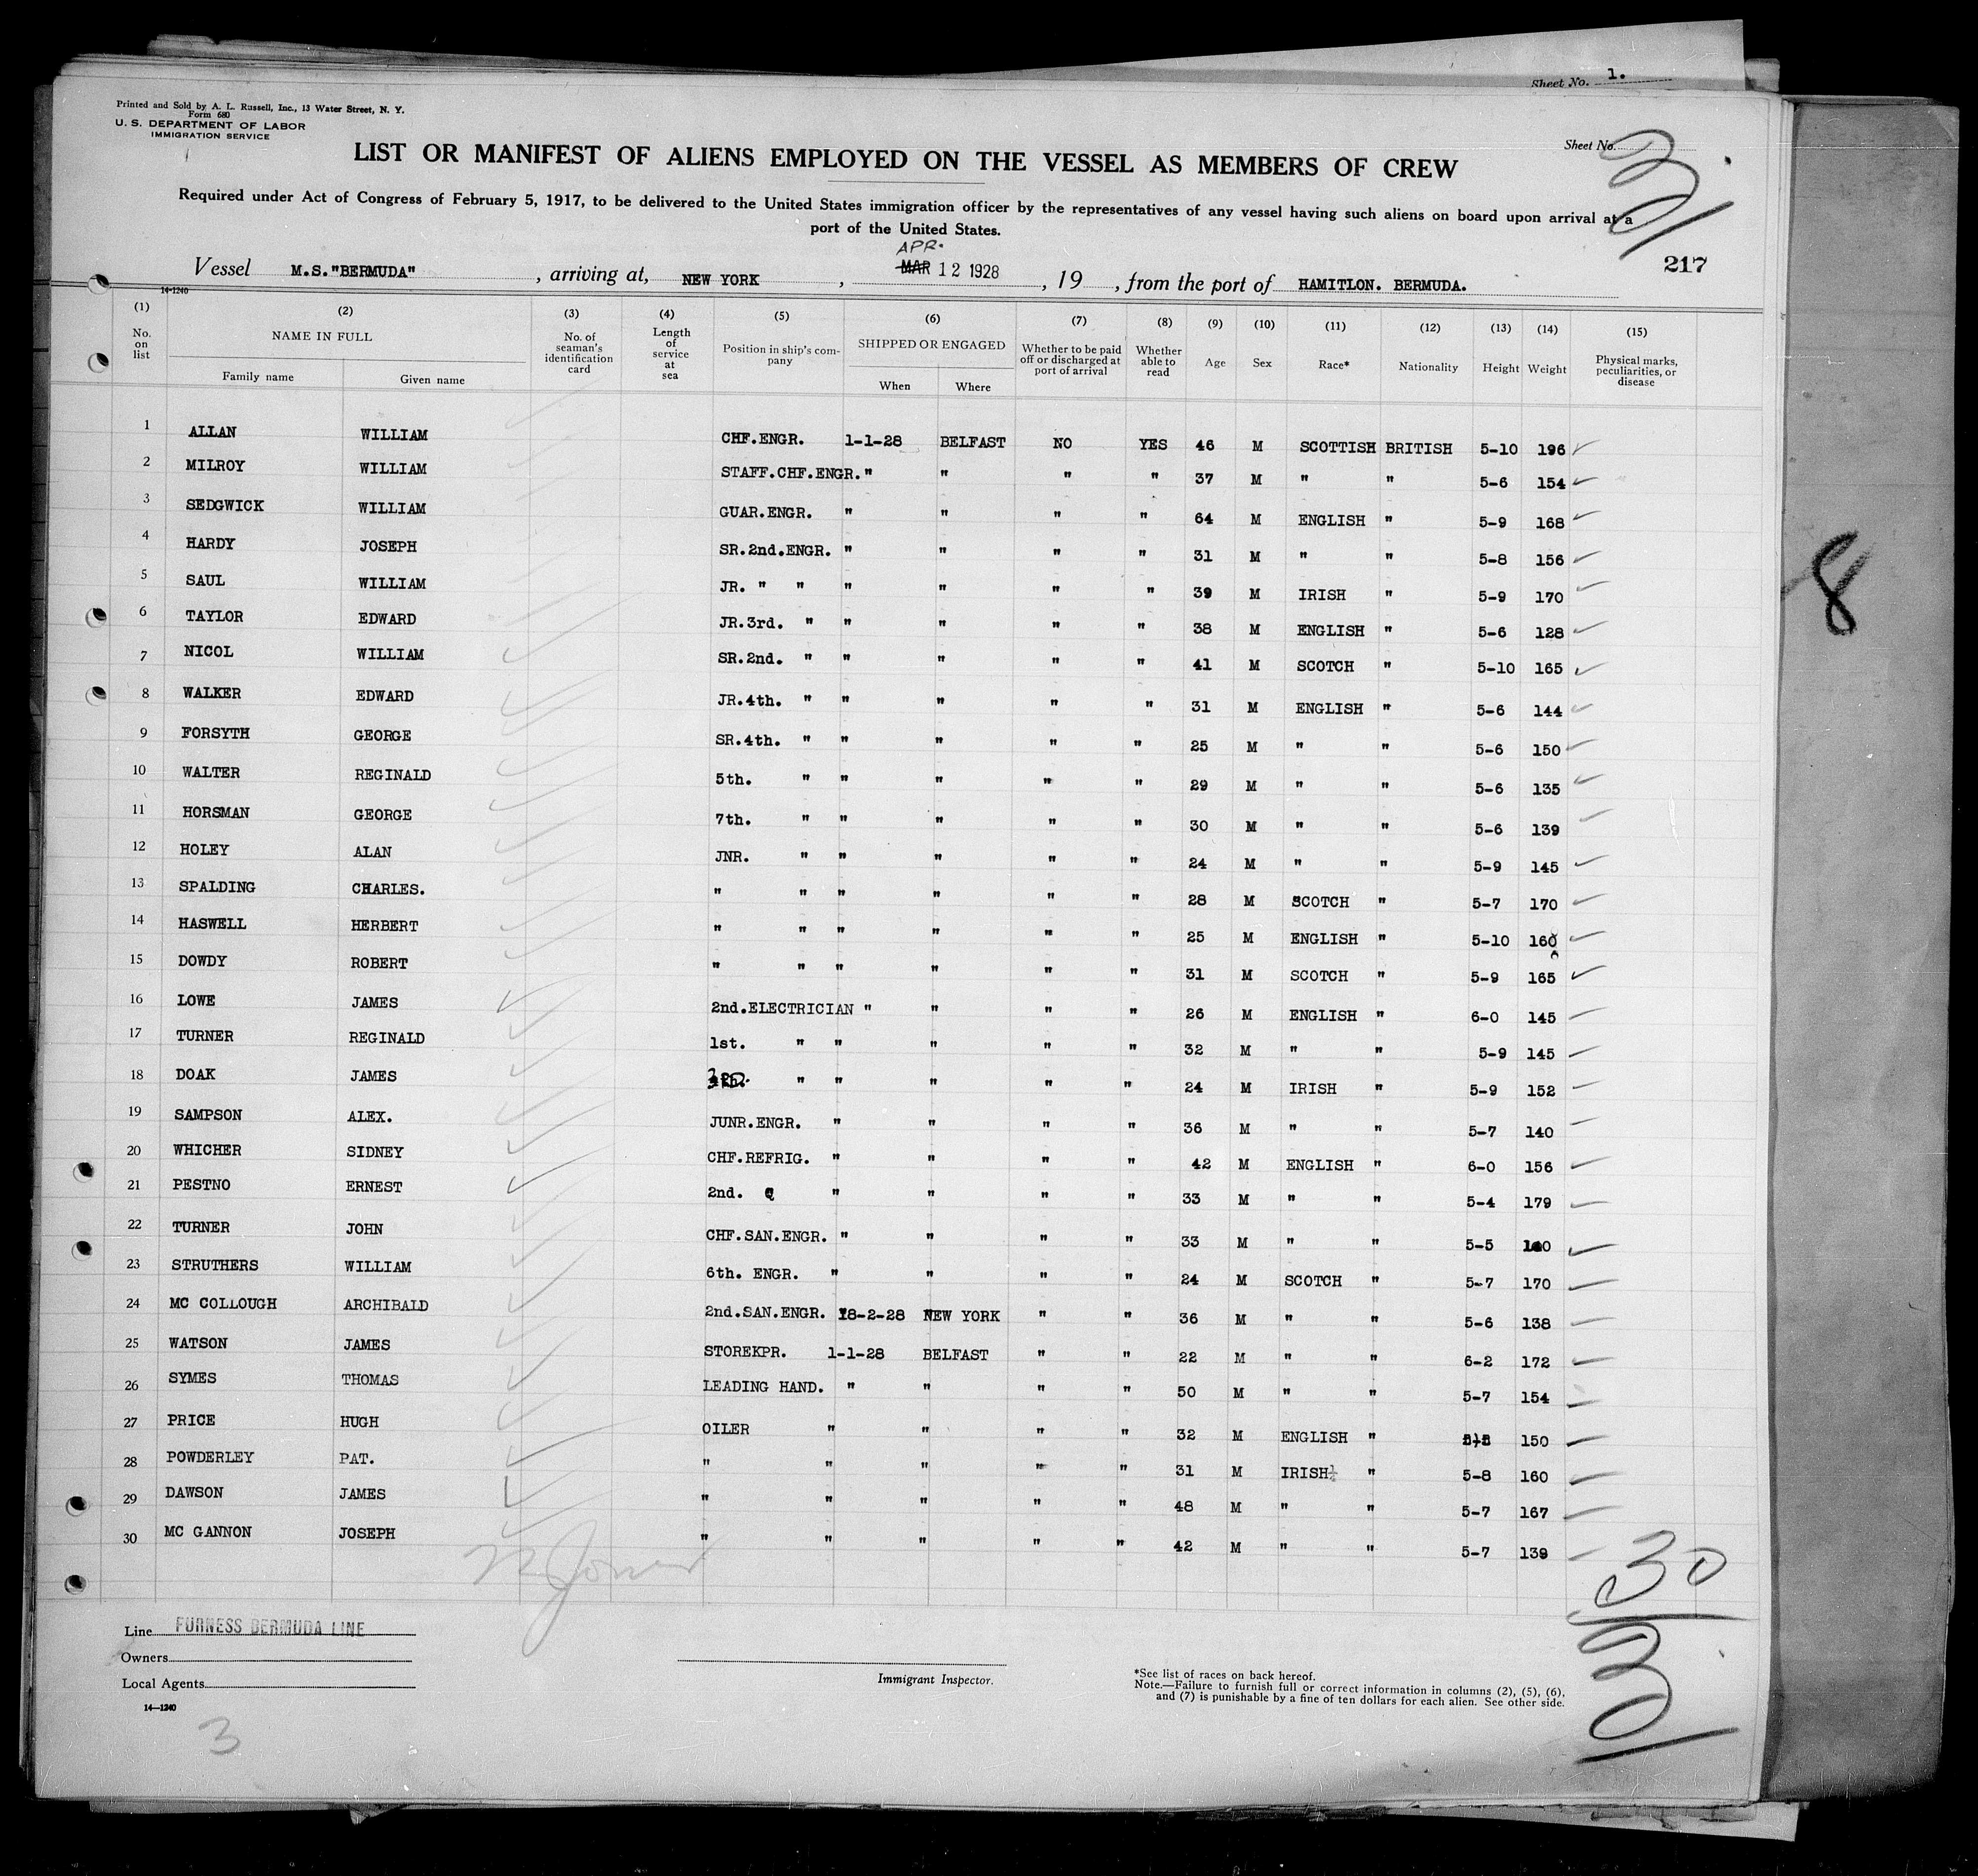 Sheet No. 1.
Printed and Sold by A. L. Russell, Inc., 13 Water Street, N. Y.
Form 680
U. S. DEPARTMENT OF LABOR
IMMIGRATION SERVICE
Sheet No.
LIST OR MANIFEST OF ALIENS EMPLOYED ON THE VESSEL AS MEMBERS OF CREW
Required under Act of Congress of February 5, 1917, to be delivered to the United States immigration officer by the representatives of any vessel having such aliens on board upon arrival at a
port of the United States.
APR.
217
Vessel M.S."BERMUDA" , arriving at, NEW YORK , MAR 12 1928 , 19 , from the port of HAMITLON. BERMUDA.
14-1240
(1) No. on list (2) NAME IN FULL Family name Given name (3) No. of seaman's identification card (4) Length of service at sea (5) Position in ship's company (6) SHIPPED OR ENGAGED When Where (7) Whether to be paid off or discharged at port of arrival (8) Whether able to read (9) Age (10) Sex (11) Race* (12) Nationality (13) Height (14) Weight (15) Physical marks, peculiarities, or disease
1 ALLAN WILLIAM CHF.ENGR. 1-1-28 BELFAST NO YES 46 M SCOTTISH BRITISH 5-10 196
2 MILROY WILLIAM STAFF.CHF.ENGR. " " " " 37 M " " 5-6 154
3 SEDGWICK WILLIAM GUAR.ENGR. " " " " 64 M ENGLISH " 5-9 168
4 HARDY JOSEPH SR.2nd.ENGR. " " " " 31 M " " 5-8 156
5 SAUL WILLIAM JR. " " " " " " 39 M IRISH " 5-9 170
6 TAYLOR EDWARD JR.3rd. " " " " " 38 M ENGLISH " 5-6 128
7 NICOL WILLIAM SR.2nd. " " " " " 41 M SCOTCH " 5-10 165
8 WALKER EDWARD JR.4th. " " " " " 31 M ENGLISH " 5-6 144
9 FORSYTH GEORGE SR.4th. " " " " " 25 M " " 5-6 150
10 WALTER REGINALD 5th. " " " " " 29 M " " 5-6 135
11 HORSMAN GEORGE 7th. " " " " " 30 M " " 5-6 139
12 HOLEY ALAN JNR. " " " " " 24 M " " 5-9 145
13 SPALDING CHARLES. " " " " " " 28 M SCOTCH " 5-7 170
14 HASWELL HERBERT " " " " " " 25 M ENGLISH " 5-10 160
15 DOWDY ROBERT " " " " " " 31 M SCOTCH " 5-9 165
16 LOWE JAMES 2nd.ELECTRICIAN " " " " 26 M ENGLISH " 6-0 145
17 TURNER REGINALD 1st. " " " " " 32 M " " 5-9 145
18 DOAK JAMES 3RD. " " " " " 24 M IRISH " 5-9 152
19 SAMPSON ALEX. JUNR.ENGR. " " " " 36 M " " 5-7 140
20 WHICHER SIDNEY CHF.REFRIG. " " " " 42 M ENGLISH " 6-0 156
21 PESTNO ERNEST 2nd. " " " " 33 M " " 5-4 179
22 TURNER JOHN CHF.SAN.ENGR. " " " " 33 M " " 5-5
23 STRUTHERS WILLIAM 6th. ENGR. " " " " 24 M SCOTCH " 5-7 170
24 MC COLLOUGH ARCHIBALD 2nd.SAN.ENGR. 18-2-28 NEW YORK " " 36 M " " 5-6 138
25 WATSON JAMES STOREKPR. 1-1-28 BELFAST " " 22 M " " 6-2 172
26 SYMES THOMAS LEADING HAND. " " " " 50 M " " 5-7 154
27 PRICE HUGH OILER " " " " 32 M ENGLISH " 150
28 POWDERLEY PAT. " " " " " 31 M IRISH " 5-8 160
29 DAWSON JAMES " " " " " 48 M " " 5-7 167
30 MC GANNON JOSEPH " " " " " 42 M " " 5-7 139
30
8
Line FURNESS BERMUDA LINE
Owners
Local Agents
14-1240
3
Immigrant Inspector.
*See list of races on back hereof.
Note.—Failure to furnish full or correct information in columns (2), (5), (6),
and (7) is punishable by a fine of ten dollars for each alien. See other side.